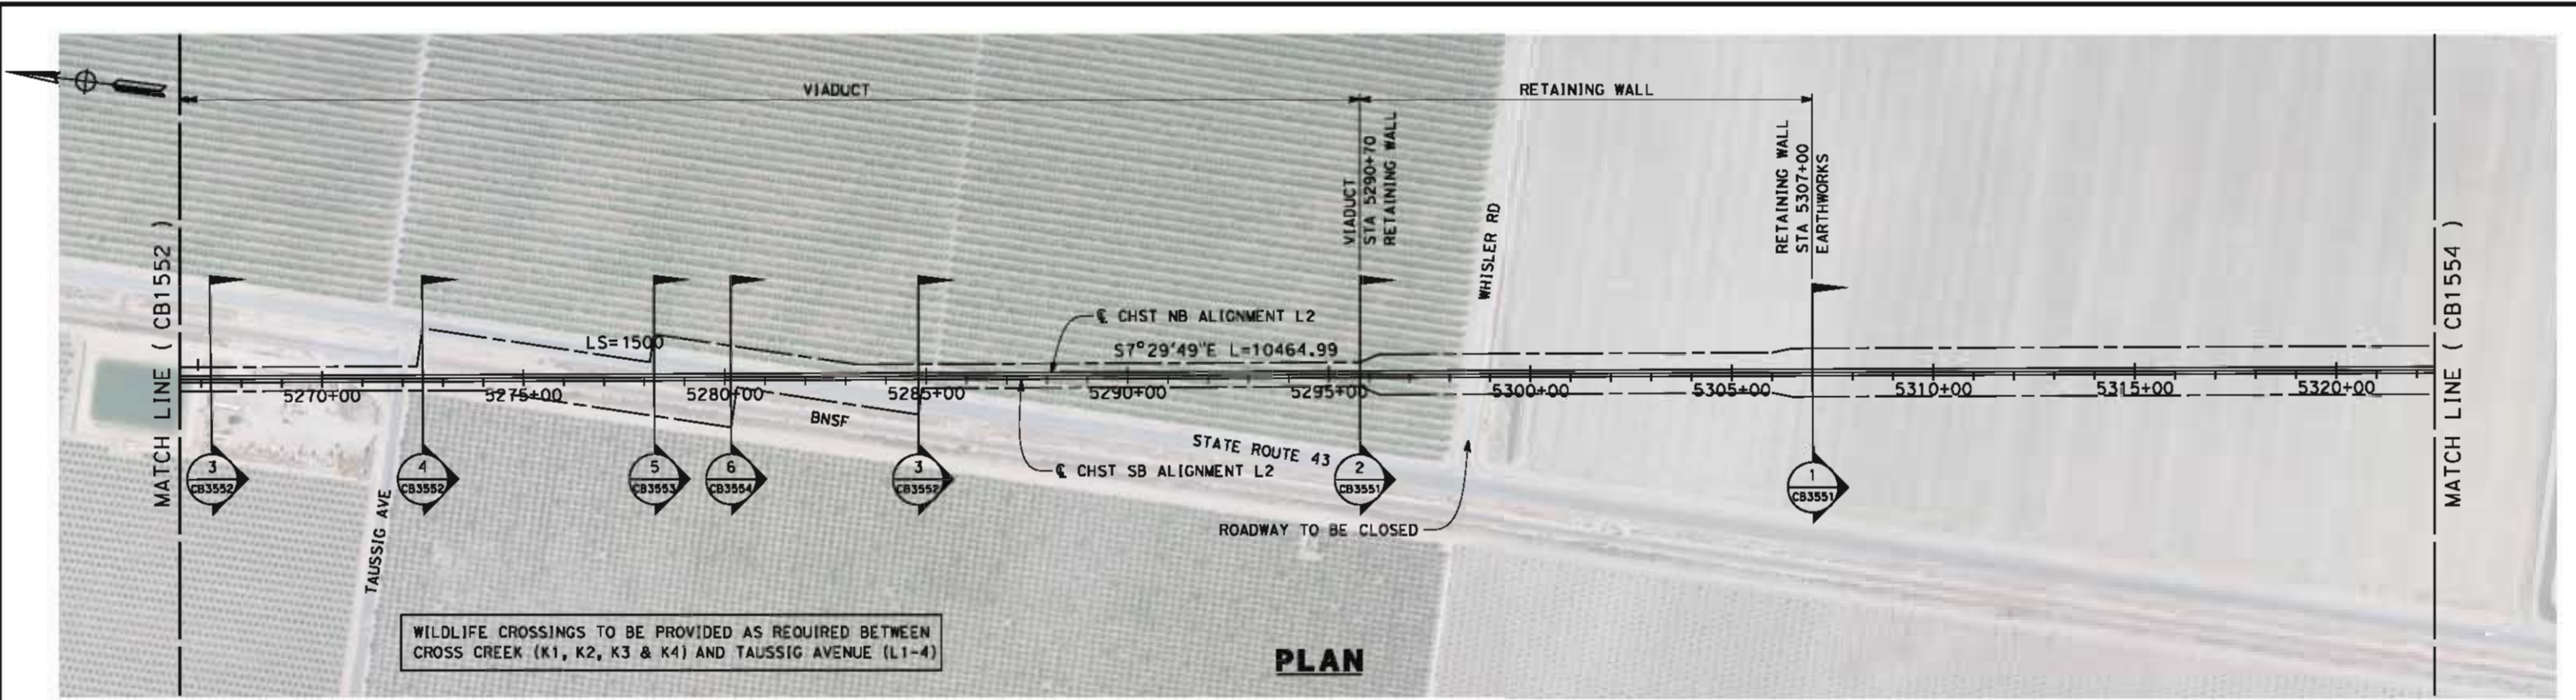 VIADUCT
RETAINING WALL
VIADUCT
STA 5290+70
RETAINING WALL
RETAINING WALL
STA 5307+00
EARTHWORKS
MATCH LINE ( CB1552 )
WHISLER RD
MATCH LINE ( CB1554 )
℄ CHST NB ALIGNMENT L2
LS=1500
S7°29'49"E L=10464.99
5270+00
5275+00
5280+00
5285+00
5290+00
5295+00
5300+00
5305+00
5310+00
5315+00
5320+00
BNSF
STATE ROUTE 43
℄ CHST SB ALIGNMENT L2
3
CB3552
4
CB3552
5
CB3553
6
CB3554
3
CB3552
2
CB3551
1
CB3551
TAUSSIG AVE
ROADWAY TO BE CLOSED
WILDLIFE CROSSINGS TO BE PROVIDED AS REQUIRED BETWEEN
CROSS CREEK (K1, K2, K3 & K4) AND TAUSSIG AVENUE (L1-4)
PLAN